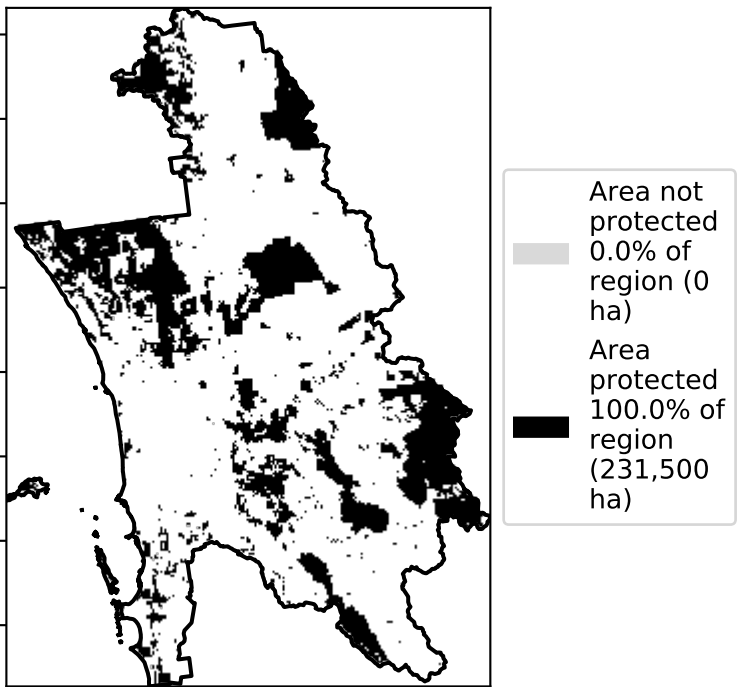 Area not
protected
0.0% of
region (0
ha)
Area
protected
100.0% of
region
(231,500
ha)